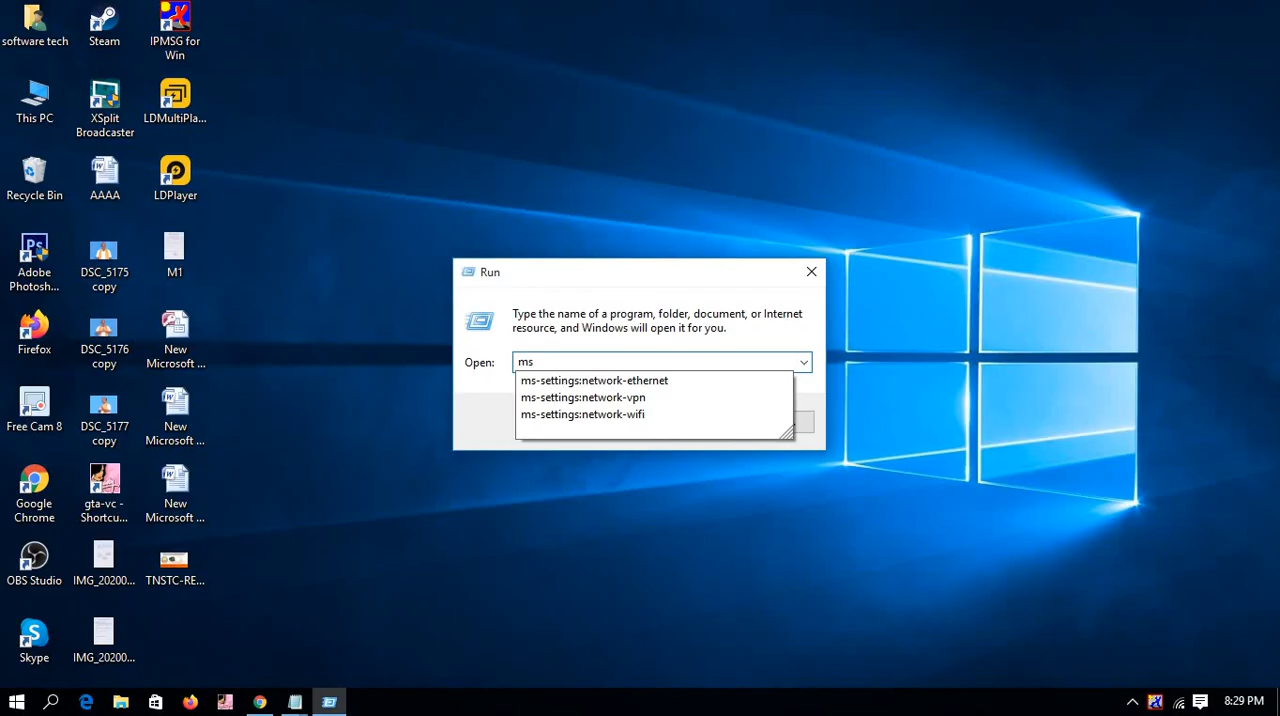 software tech
Steam
IPMSG for
Win
This PC
XSplit
Broadcaster
LDMultiPla...
Recycle Bin
AAAA
LDPlayer
Ps
Adobe
Photosh...
DSC_5175
copy
M1
Firefox
DSC_5176
copy
New
Microsoft ...
Free Cam 8
DSC_5177
copy
New
Microsoft ...
Google
Chrome
gta-vc -
Shortcu...
New
Microsoft ...
OBS Studio
IMG_20200...
TNSTC-RE...
Skype
IMG_20200...
Run
Type the name of a program, folder, document, or Internet
resource, and Windows will open it for you.
Open:
ms
ms-settings:network-ethernet
ms-settings:network-vpn
ms-settings:network-wifi
8:29 PM